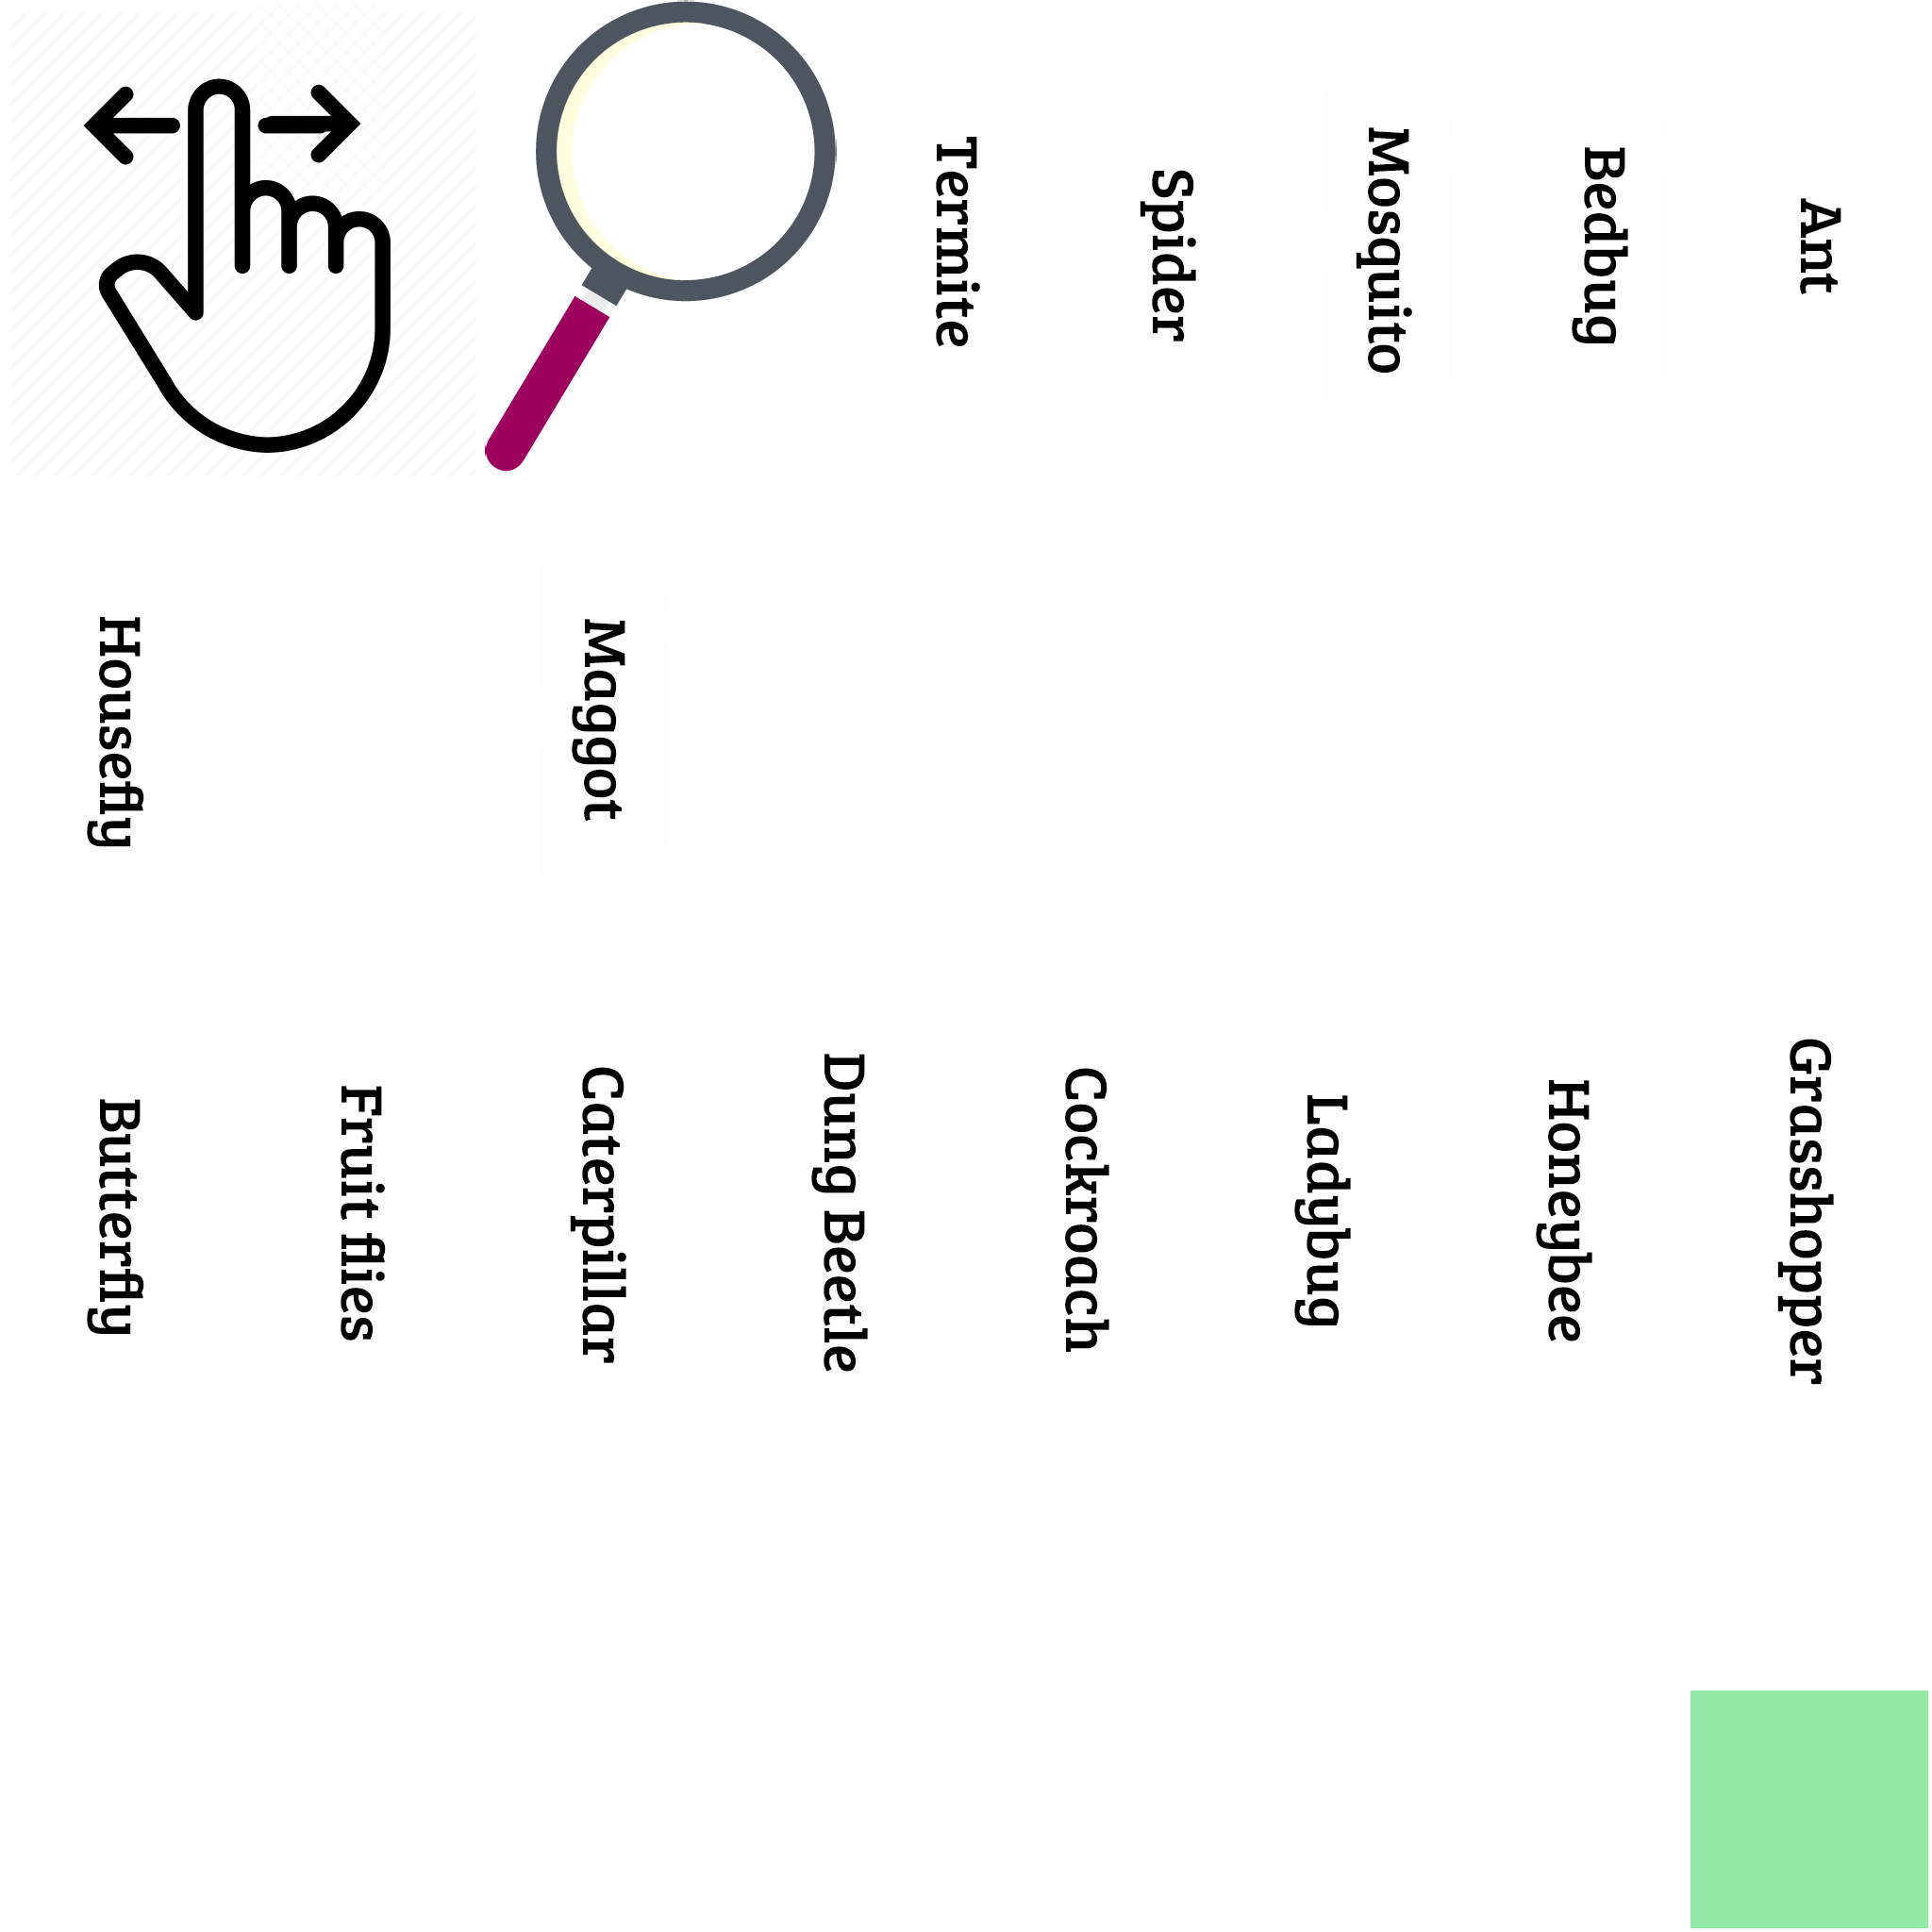 Termite
Spider
Mosquito
Bedbug
Ant
Housefly
Maggot
Butterfly
Fruit flies
Caterpillar
Dung Beetle
Cockroach
Ladybug
Honeybee
Grasshopper